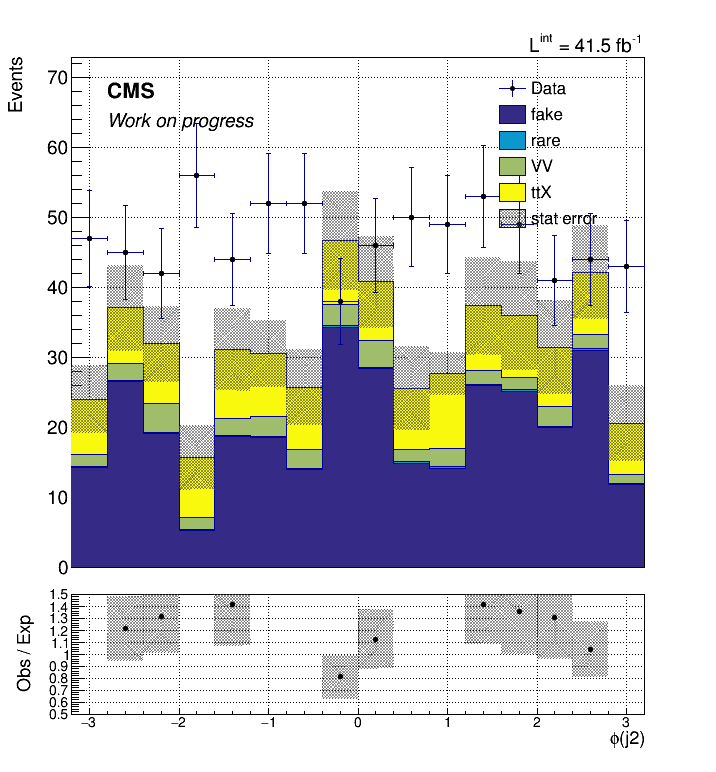 L^int = 41.5 fb^-1
Events
70
60
50
40
30
20
10
0
CMS
Work on progress
Data
fake
rare
VV
ttX
stat error
Obs / Exp
1.5
1.4
1.3
1.2
1.1
1
0.9
0.8
0.7
0.6
0.5
−3 −2 −1 0 1 2 3
ϕ(j2)